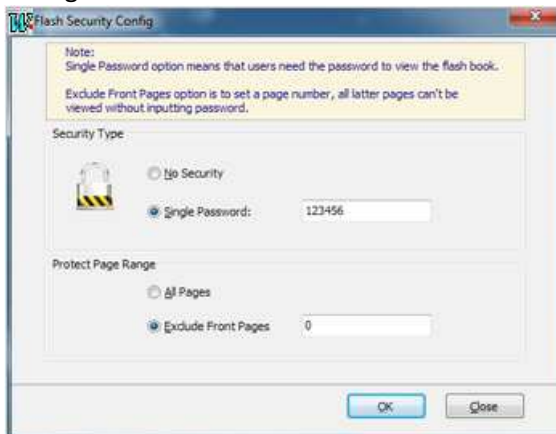 Flash Security Config
Note:
Single Password option means that users need the password to view the flash book.
Exclude Front Pages option is to set a page number, all latter pages can't be
viewed without inputting password.
Security Type
No Security
Single Password:
123456
Protect Page Range
All Pages
Exclude Front Pages
0
OK
Close